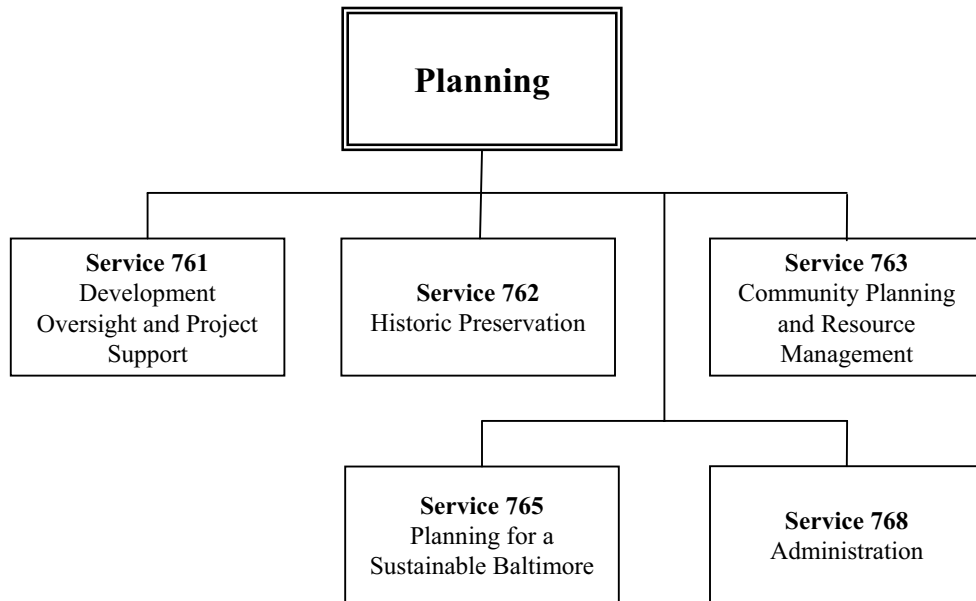 Planning
Service 761
Development
Oversight and Project
Support
Service 762
Historic Preservation
Service 763
Community Planning
and Resource
Management
Service 765
Planning for a
Sustainable Baltimore
Service 768
Administration